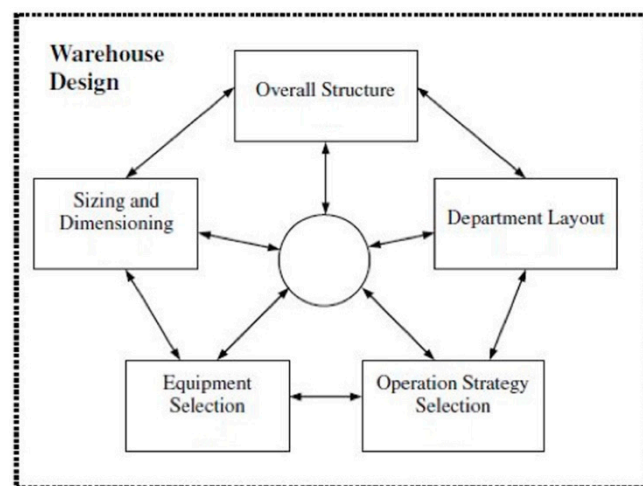 Warehouse
Design
Overall Structure
Sizing and
Dimensioning
Department Layout
Equipment
Selection
Operation Strategy
Selection